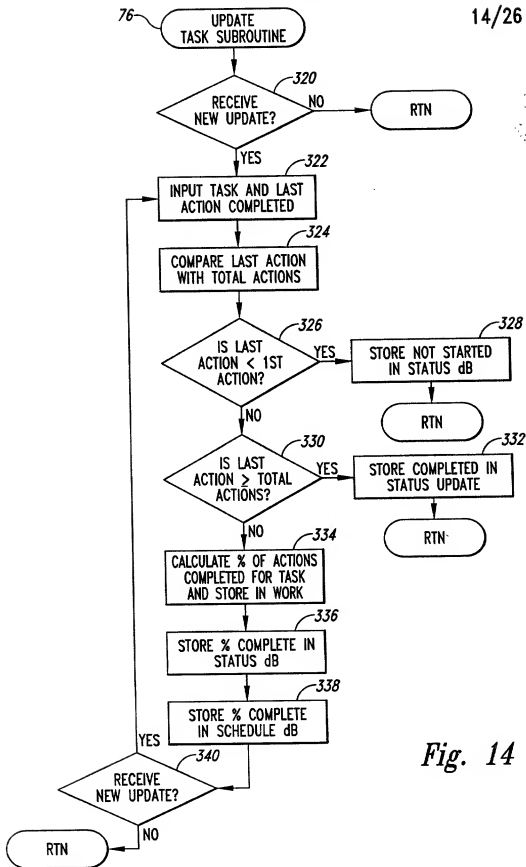 14/26
76
UPDATE
TASK SUBROUTINE
320
RECEIVE
NEW UPDATE?
NO
RTN
YES
322
INPUT TASK AND LAST
ACTION COMPLETED
324
COMPARE LAST ACTION
WITH TOTAL ACTIONS
326
IS LAST
ACTION < 1ST
ACTION?
YES
328
STORE NOT STARTED
IN STATUS dB
RTN
NO
330
IS LAST
ACTION ≥ TOTAL
ACTIONS?
YES
332
STORE COMPLETED IN
STATUS UPDATE
RTN
NO
334
CALCULATE % OF ACTIONS
COMPLETED FOR TASK
AND STORE IN WORK
336
STORE % COMPLETE IN
STATUS dB
338
STORE % COMPLETE
IN SCHEDULE dB
YES
340
RECEIVE
NEW UPDATE?
NO
RTN
Fig. 14